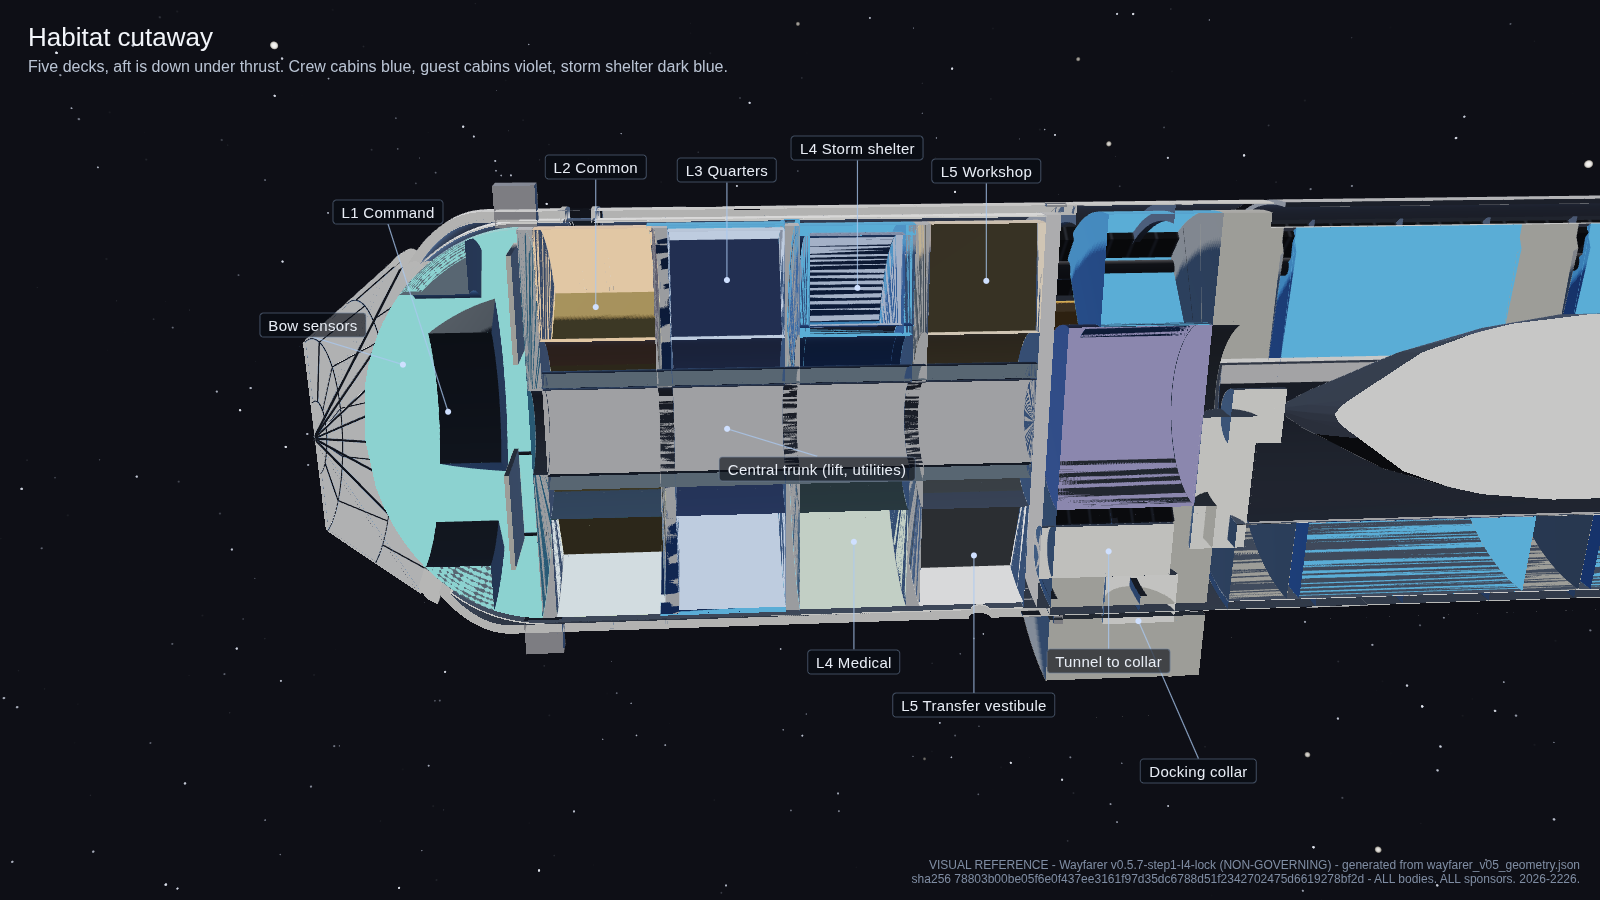 Habitat cutaway
Five decks, aft is down under thrust. Crew cabins blue, guest cabins violet, storm shelter dark blue.
L4 Storm shelter
L2 Common
L3 Quarters
L5 Workshop
L1 Command
Bow sensors
Central trunk (lift, utilities)
L4 Medical
Tunnel to collar
L5 Transfer vestibule
Docking collar
VISUAL REFERENCE - Wayfarer v0.5.7-step1-I4-lock (NON-GOVERNING) - generated from wayfarer_v05_geometry.json
sha256 78803b00be05f6e0f437ee3161f97d35dc6788d51f2342702475d6619278bf2d - ALL bodies. ALL sponsors. 2026-2226.